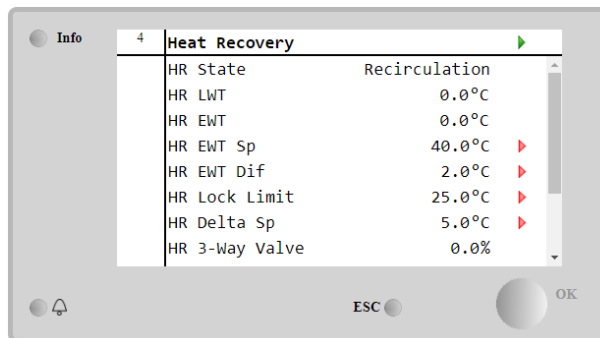 Info
4 Heat Recovery
HR State Recirculation
HR LWT 0.0°C
HR EWT 0.0°C
HR EWT Sp 40.0°C
HR EWT Dif 2.0°C
HR Lock Limit 25.0°C
HR Delta Sp 5.0°C
HR 3-Way Valve 0.0%
ESC
OK